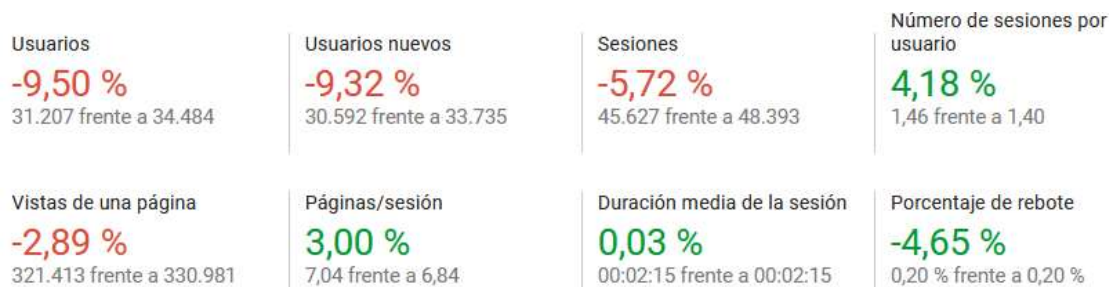 Usuarios
-9,50 %
31.207 frente a 34.484
Usuarios nuevos
-9,32 %
30.592 frente a 33.735
Sesiones
-5,72 %
45.627 frente a 48.393
Número de sesiones por
usuario
4,18 %
1,46 frente a 1,40
Vistas de una página
-2,89 %
321.413 frente a 330.981
Páginas/sesión
3,00 %
7,04 frente a 6,84
Duración media de la sesión
0,03 %
00:02:15 frente a 00:02:15
Porcentaje de rebote
-4,65 %
0,20 % frente a 0,20 %